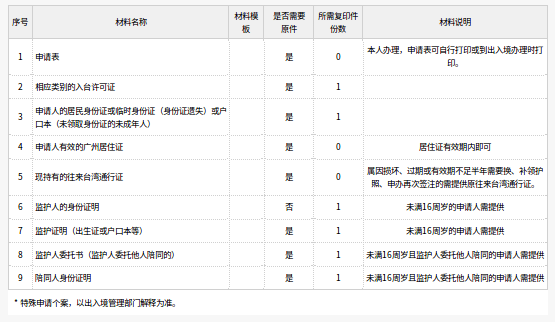 序号 材料名称 材料模板 是否需要原件 所需复印件份数 材料说明
1 申请表 是 0 本人办理，申请表可自行打印或到出入境办理时打印。
2 相应类别的入台许可证 是 1
3 申请人的居民身份证或临时身份证（身份证遗失）或户口本（未领取身份证的未成年人） 是 1
4 申请人有效的广州居住证 是 0 居住证有效期内即可
5 现持有的往来台湾通行证 是 0 属因损坏、过期或有效期不足半年需要换、补领护照、申办再次签注的需提供原往来台湾通行证。
6 监护人的身份证明 否 1 未满16周岁的申请人需提供
7 监护证明（出生证或户口本等） 是 1 未满16周岁的申请人需提供
8 监护人委托书（监护人委托他人陪同的） 是 1 未满16周岁且监护人委托他人陪同的申请人需提供
9 陪同人身份证明 是 1 未满16周岁且监护人委托他人陪同的申请人需提供
* 特殊申请个案，以出入境管理部门解释为准。